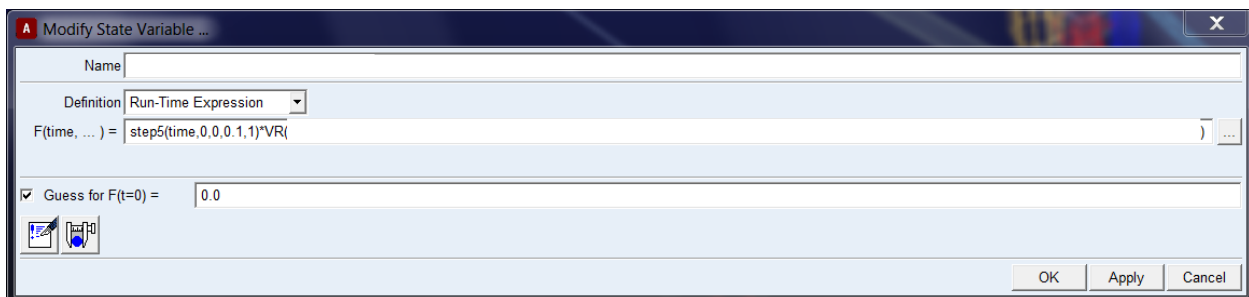 A Modify State Variable ...
X
Name
Definition Run-Time Expression
F(time, ... ) = step5(time,0,0,0.1,1)*VR( ) ...
Guess for F(t=0) = 0.0
OK Apply Cancel